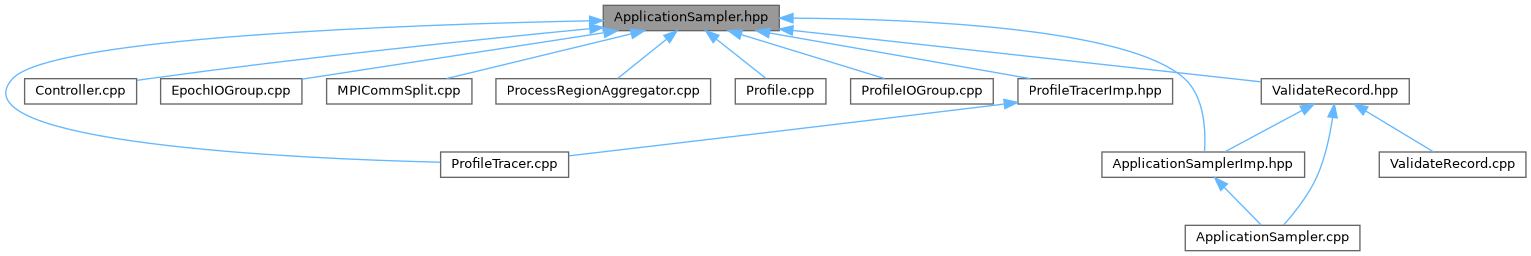 ApplicationSampler.hpp
Controller.cpp
EpochIOGroup.cpp
MPICommSplit.cpp
ProcessRegionAggregator.cpp
Profile.cpp
ProfileIOGroup.cpp
ProfileTracerImp.hpp
ValidateRecord.hpp
ProfileTracer.cpp
ApplicationSamplerImp.hpp
ValidateRecord.cpp
ApplicationSampler.cpp